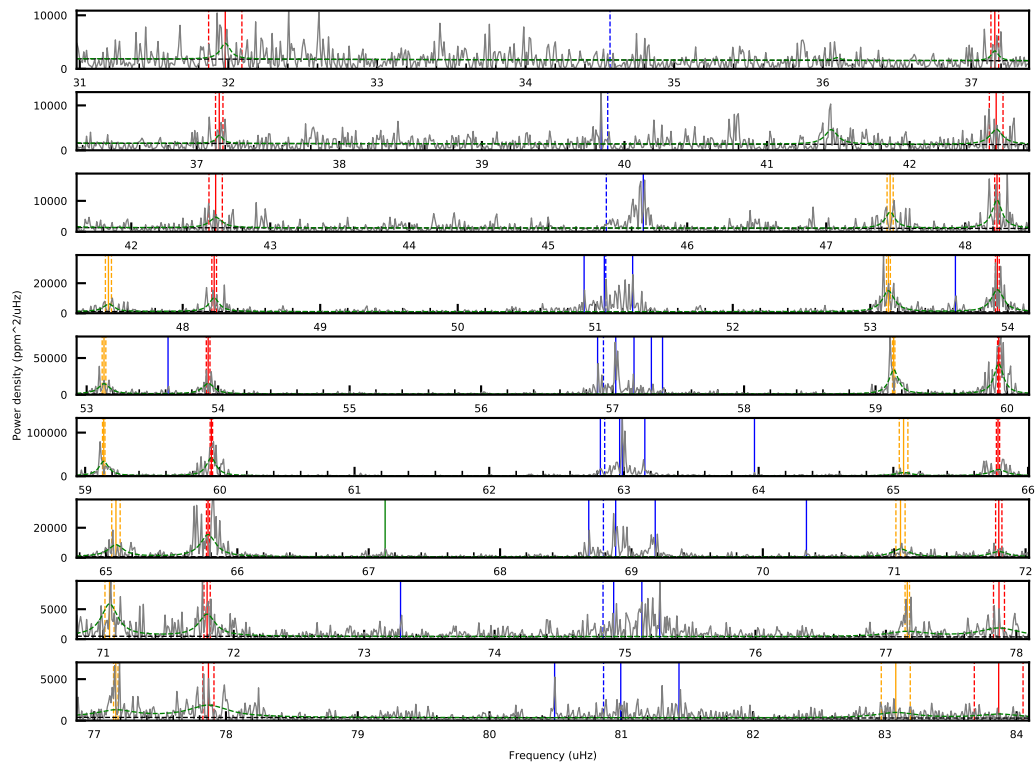 10000
0
31 32 33 34 35 36 37
10000
0
37 38 39 40 41 42
10000
0
42 43 44 45 46 47 48
20000
0
48 49 50 51 52 53 54
50000
0
53 54 55 56 57 58 59 60
100000
0
59 60 61 62 63 64 65 66
20000
0
65 66 67 68 69 70 71 72
5000
0
71 72 73 74 75 76 77 78
5000
0
77 78 79 80 81 82 83 84
Power density (ppm^2/uHz)
Frequency (uHz)